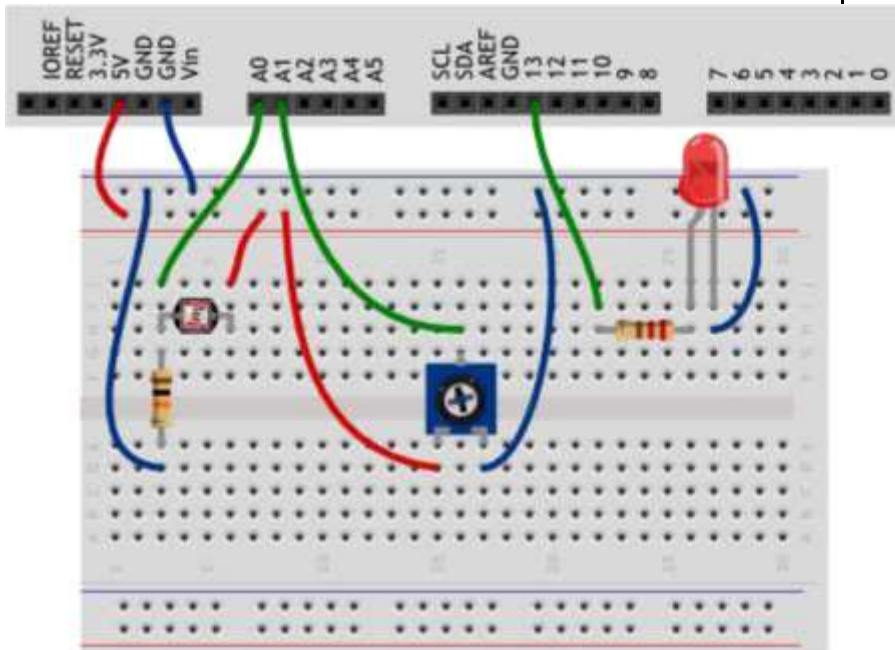 IOREF
RESET
3.3V
5V
GND
GND
Vin
A0
A1
A2
A3
A4
A5
SCL
SDA
AREF
GND
13
12
11
10
9
8
7
6
5
4
3
2
1
0